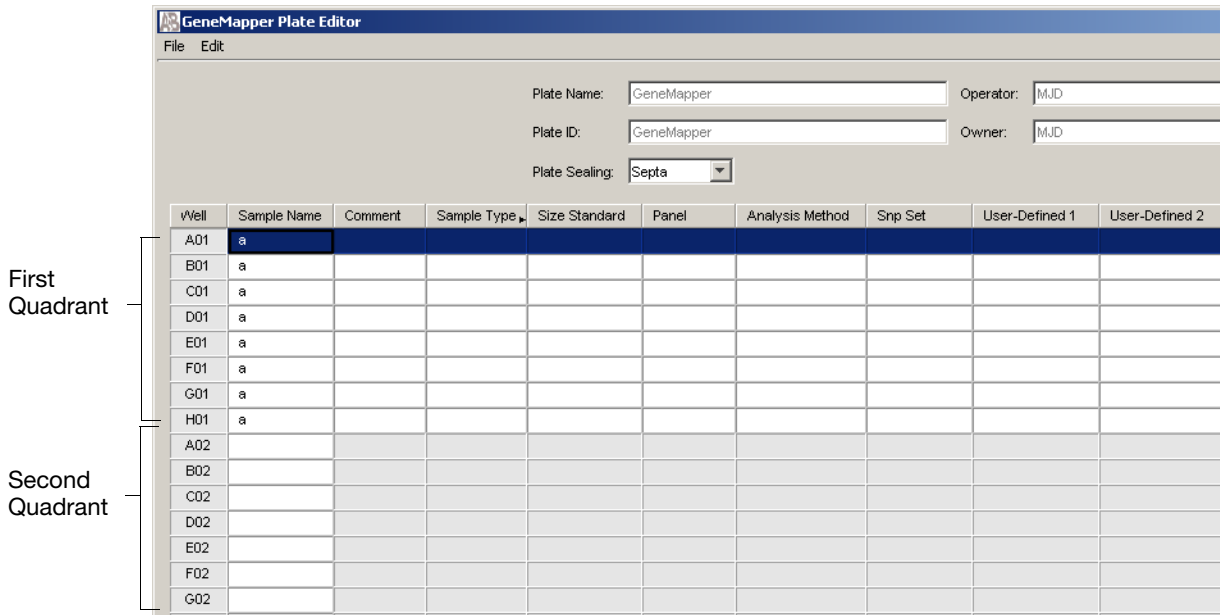 GeneMapper Plate Editor
File Edit
Plate Name: GeneMapper Operator: MJD
Plate ID: GeneMapper Owner: MJD
Plate Sealing: Septa
Well Sample Name Comment Sample Type Size Standard Panel Analysis Method Snp Set User-Defined 1 User-Defined 2
A01 a
B01 a
First
Quadrant
C01 a
D01 a
E01 a
F01 a
G01 a
H01 a
A02
B02
Second
Quadrant
C02
D02
E02
F02
G02